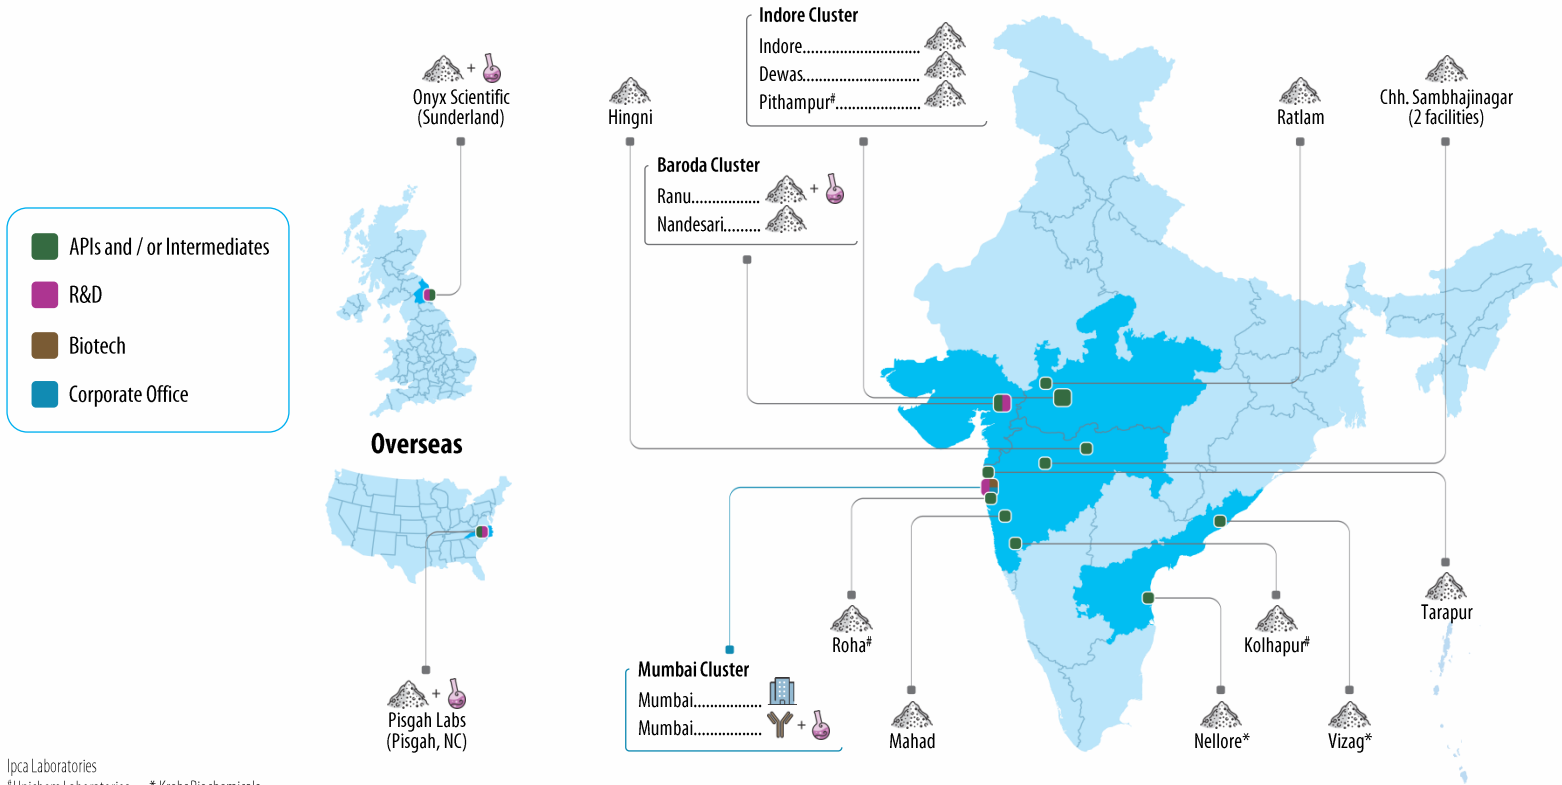 Onyx Scientific
(Sunderland)
Hingni
Indore Cluster
Indore............................
Dewas............................
Pithampur#.....................
Ratlam
Chh. Sambhajinagar
(2 facilities)
Baroda Cluster
Ranu.................
Nandesari.........
APIs and / or Intermediates
R&D
Biotech
Corporate Office
Overseas
Pisgah Labs
(Pisgah, NC)
Roha#
Mumbai Cluster
Mumbai.................
Mumbai.................
Mahad
Kolhapur#
Tarapur
Nellore*
Vizag*
Ipca Laboratories